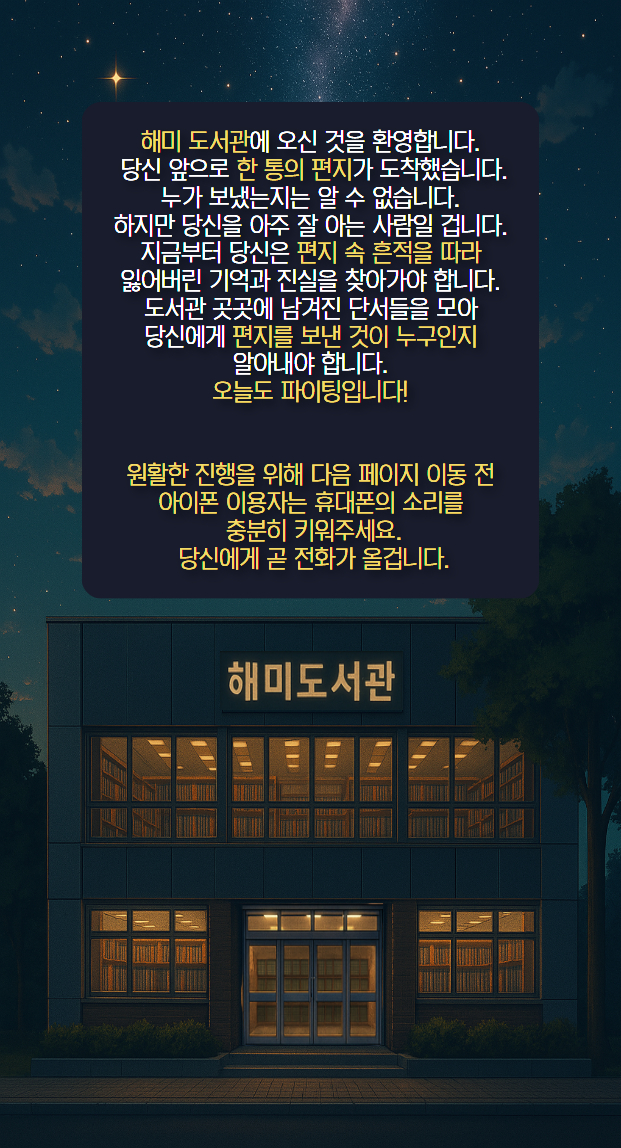 해미 도서관에 오신 것을 환영합니다.
당신 앞으로 한 통의 편지가 도착했습니다.
누가 보냈는지는 알 수 없습니다.
하지만 당신을 아주 잘 아는 사람일 겁니다.
지금부터 당신은 편지 속 흔적을 따라
잃어버린 기억과 진실을 찾아가야 합니다.
도서관 곳곳에 남겨진 단서들을 모아
당신에게 편지를 보낸 것이 누구인지
알아내야 합니다.
오늘도 파이팅입니다!
원활한 진행을 위해 다음 페이지 이동 전
아이폰 이용자는 휴대폰의 소리를
충분히 키워주세요.
당신에게 곧 전화가 올겁니다.
해미도서관